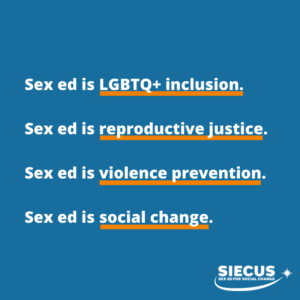 Sex ed is LGBTQ+ inclusion.
Sex ed is reproductive justice.
Sex ed is violence prevention.
Sex ed is social change.
SIECUS
SEX ED FOR SOCIAL CHANGE